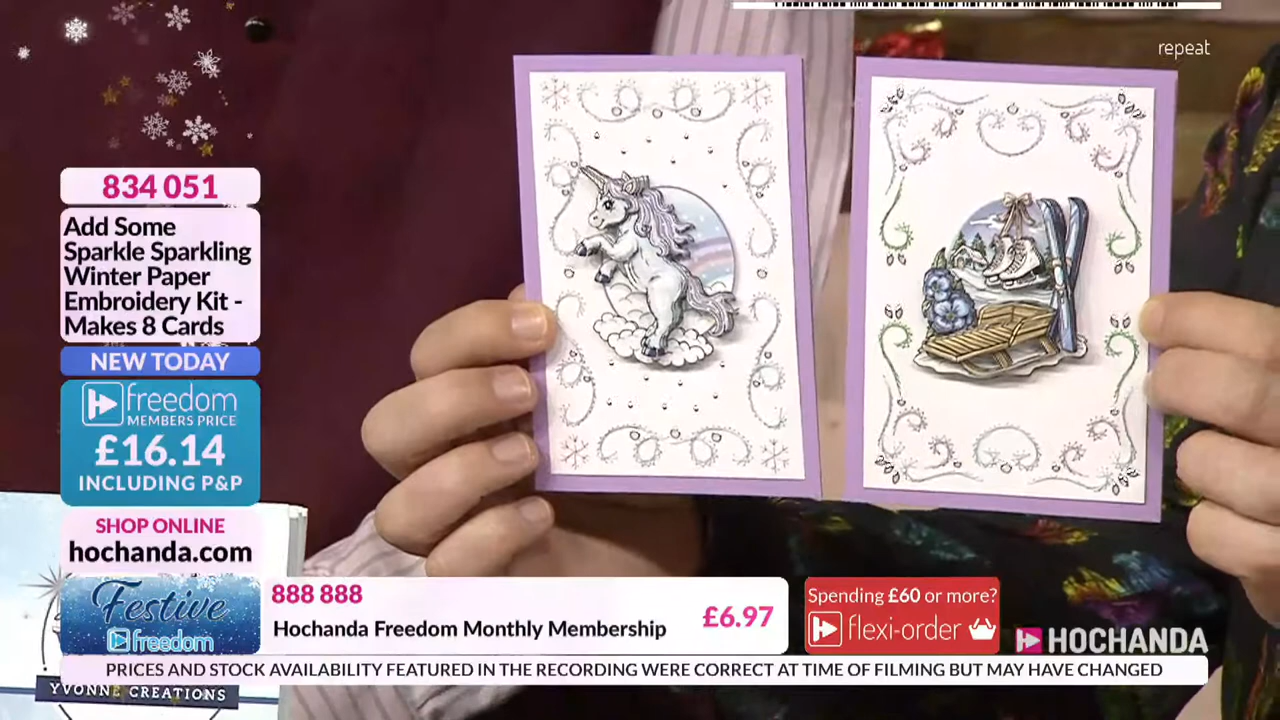 repeat
834 051
Add Some
Sparkle Sparkling
Winter Paper
Embroidery Kit -
Makes 8 Cards
NEW TODAY
freedom
MEMBERS PRICE
£16.14
INCLUDING P&P
SHOP ONLINE
hochanda.com
Festive
freedom
888 888
Hochanda Freedom Monthly Membership
£6.97
Spending £60 or more?
flexi-order
HOCHANDA
PRICES AND STOCK AVAILABILITY FEATURED IN THE RECORDING WERE CORRECT AT TIME OF FILMING BUT MAY HAVE CHANGED
YVONNE CREATIONS